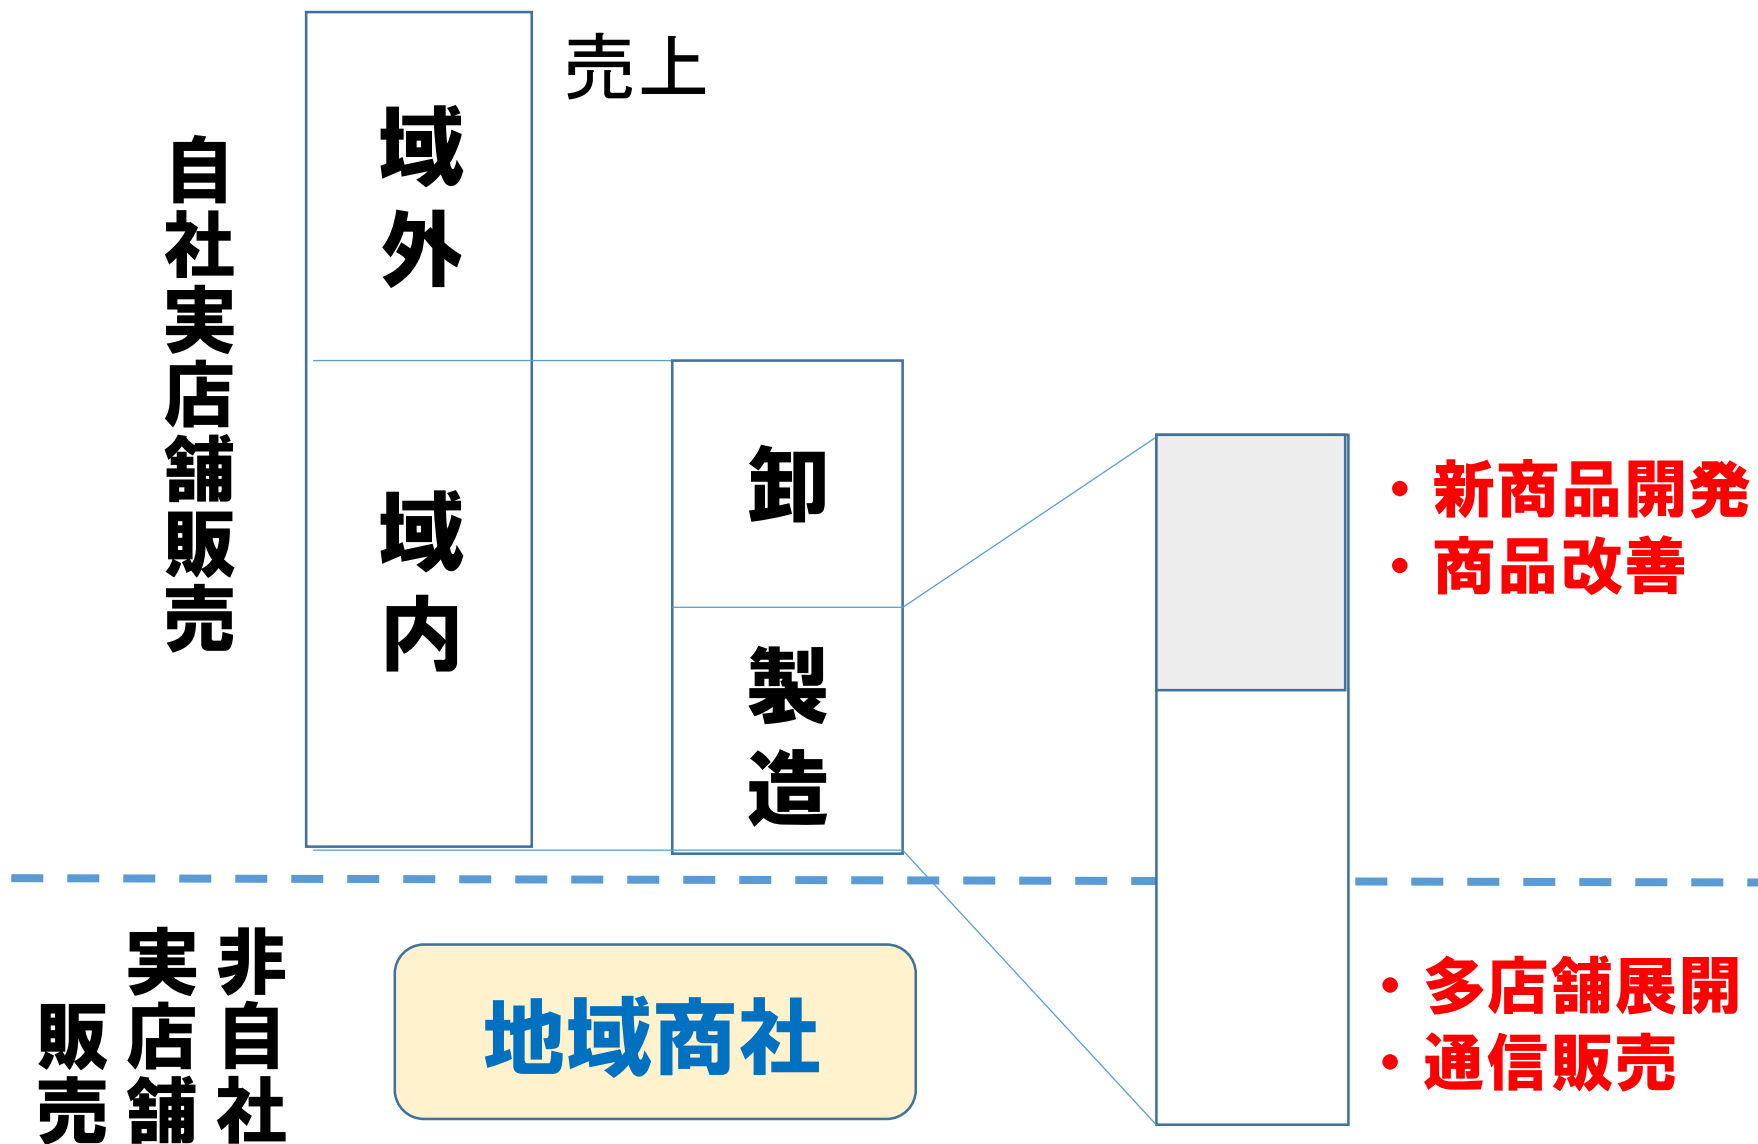 売上
自社実店舗販売
域外
域内
卸
製造
・新商品開発
・商品改善
非自社
実店舗
販売
地域商社
・多店舗展開
・通信販売